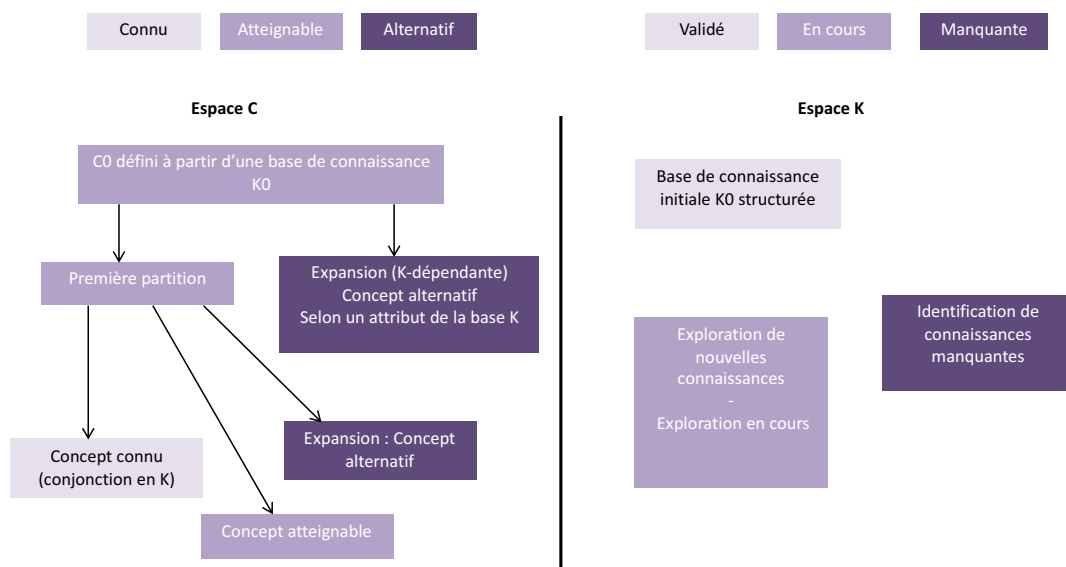 Connu
Atteignable
Alternatif
Validé
En cours
Manquante
Espace C
Espace K
C0 défini à partir d’une base de connaissance
K0
Première partition
Expansion (K-dépendante)
Concept alternatif
Selon un attribut de la base K
Concept connu
(conjonction en K)
Expansion : Concept
alternatif
Concept atteignable
Base de connaissance
initiale K0 structurée
Exploration de
nouvelles
connaissances
-
Exploration en cours
Identification de
connaissances
manquantes